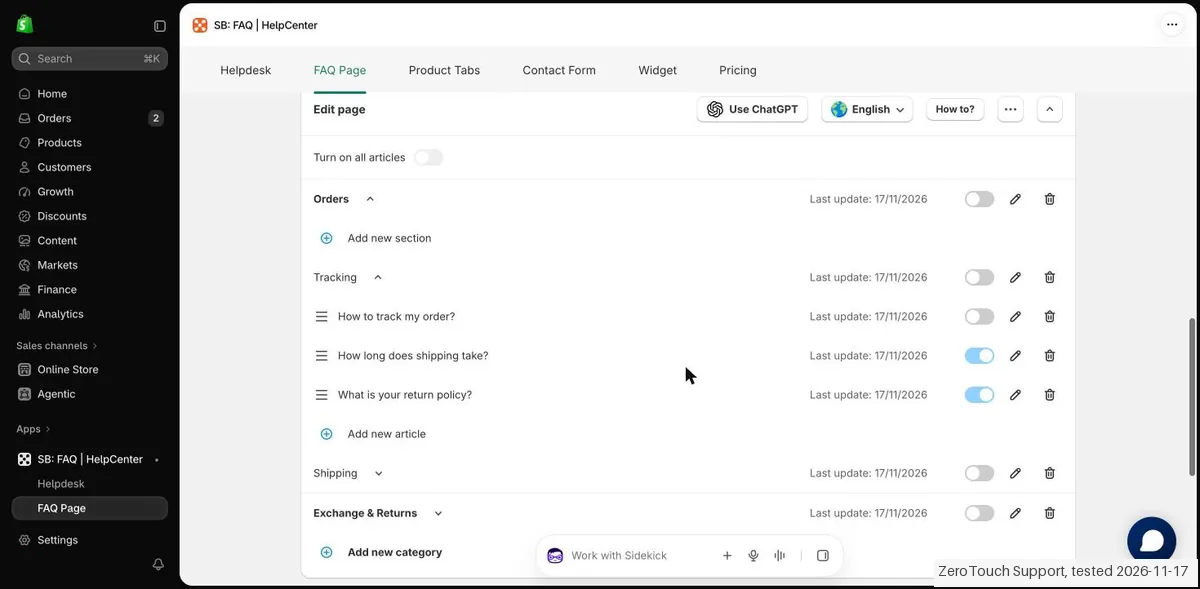 SB: FAQ | HelpCenter
Search ⌘K
Home
Orders 2
Products
Customers
Growth
Discounts
Content
Markets
Finance
Analytics
Sales channels
Online Store
Agentic
Apps
SB: FAQ | HelpCenter
Helpdesk
FAQ Page
Settings
Helpdesk FAQ Page Product Tabs Contact Form Widget Pricing
Edit page Use ChatGPT English How to?
Turn on all articles
Orders Last update: 17/11/2026
Add new section
Tracking Last update: 17/11/2026
How to track my order? Last update: 17/11/2026
How long does shipping take? Last update: 17/11/2026
What is your return policy? Last update: 17/11/2026
Add new article
Shipping Last update: 17/11/2026
Exchange & Returns Last update: 17/11/2026
Add new category
Work with Sidekick
ZeroTouch Support, tested 2026-11-17